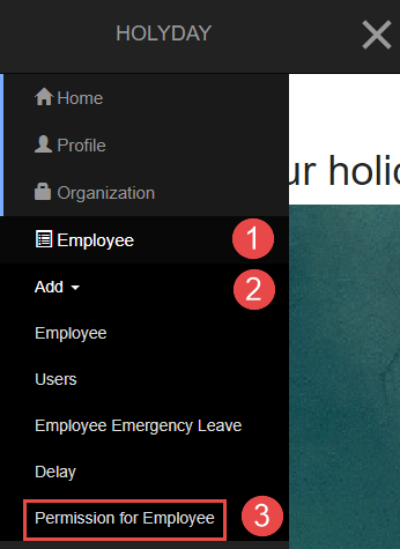 HOLYDAY
Home
Profile
Organization
ur holi
Employee 1
Add 2
Employee
Users
Employee Emergency Leave
Delay
Permission for Employee 3